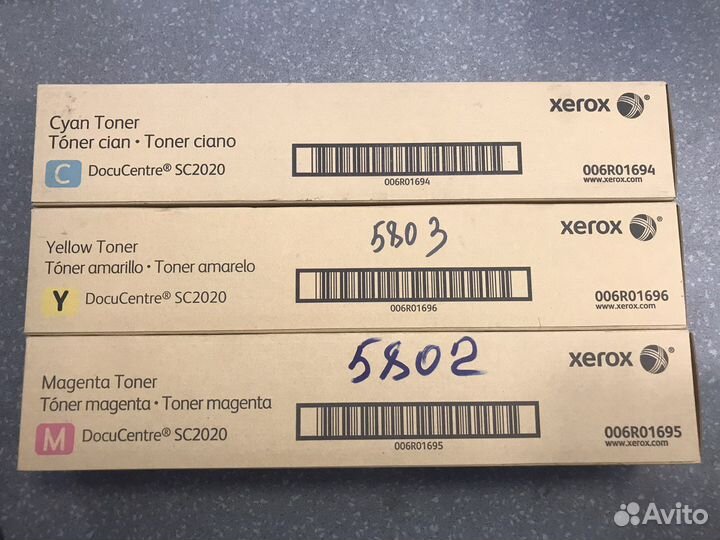 Cyan Toner
Tóner cian • Toner ciano
C DocuCentre® SC2020
006R01694
xerox®
006R01694
www.xerox.com
5803
Yellow Toner
Tóner amarillo • Toner amarelo
Y DocuCentre® SC2020
006R01696
xerox®
006R01696
www.xerox.com
5802
Magenta Toner
Tóner magenta • Toner magenta
M DocuCentre® SC2020
006R01695
xerox®
006R01695
www.xerox.com
Avito